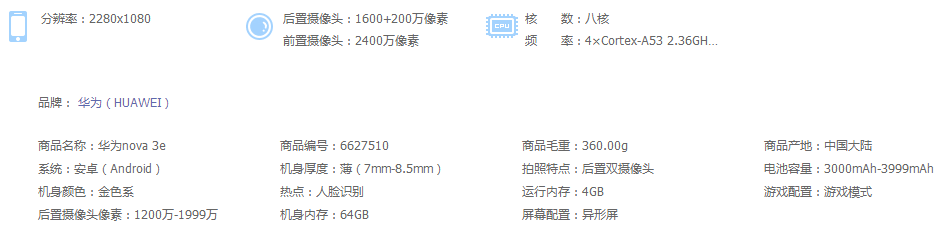 分辨率：2280x1080
后置摄像头：1600+200万像素
前置摄像头：2400万像素
CPU
核 数：八核
频 率：4×Cortex-A53 2.36GH...
品牌： 华为（HUAWEI）
商品名称：华为nova 3e 商品编号：6627510 商品毛重：360.00g 商品产地：中国大陆
系统：安卓（Android） 机身厚度：薄（7mm-8.5mm） 拍照特点：后置双摄像头 电池容量：3000mAh-3999mAh
机身颜色：金色系 热点：人脸识别 运行内存：4GB 游戏配置：游戏模式
后置摄像头像素：1200万-1999万 机身内存：64GB 屏幕配置：异形屏